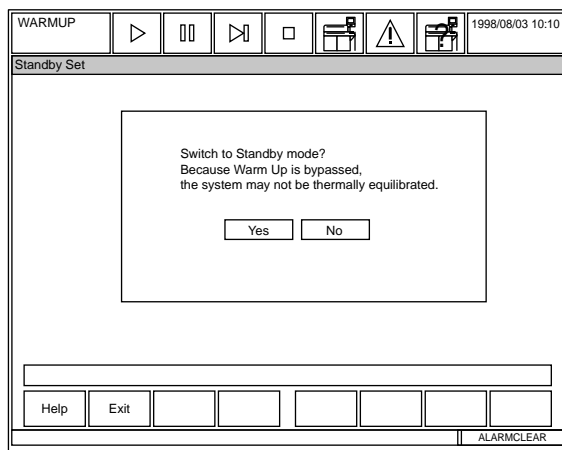 WARMUP
1998/08/03 10:10
Standby Set
Switch to Standby mode?
Because Warm Up is bypassed,
the system may not be thermally equilibrated.
Yes No
Help Exit
ALARMCLEAR